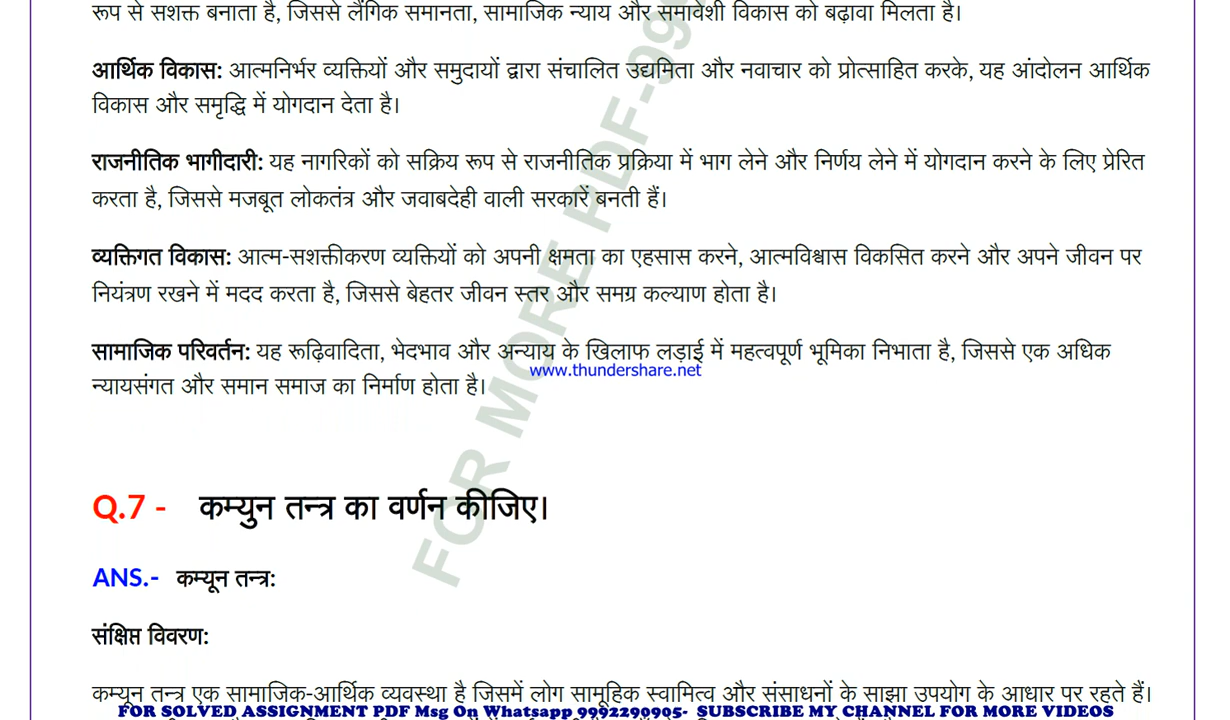 रूप से सशक्त बनाता है, जिससे लैंगिक समानता, सामाजिक न्याय और समावेशी विकास को बढ़ावा मिलता है।
आर्थिक विकास: आत्मनिर्भर व्यक्तियों और समुदायों द्वारा संचालित उद्यमिता और नवाचार को प्रोत्साहित करके, यह आंदोलन आर्थिक
विकास और समृद्धि में योगदान देता है।
राजनीतिक भागीदारी: यह नागरिकों को सक्रिय रूप से राजनीतिक प्रक्रिया में भाग लेने और निर्णय लेने में योगदान करने के लिए प्रेरित
करता है, जिससे मजबूत लोकतंत्र और जवाबदेही वाली सरकारें बनती हैं।
व्यक्तिगत विकास: आत्म-सशक्तीकरण व्यक्तियों को अपनी क्षमता का एहसास करने, आत्मविश्वास विकसित करने और अपने जीवन पर
नियंत्रण रखने में मदद करता है, जिससे बेहतर जीवन स्तर और समग्र कल्याण होता है।
सामाजिक परिवर्तन: यह रूढ़िवादिता, भेदभाव और अन्याय के खिलाफ लड़ाई में महत्वपूर्ण भूमिका निभाता है, जिससे एक अधिक
www.thundershare.net
न्यायसंगत और समान समाज का निर्माण होता है।
FOR MORE PDF-999
Q.7 - कम्युन तन्त्र का वर्णन कीजिए।
ANS.- कम्यून तन्त्र:
संक्षिप्त विवरण:
कम्यून तन्त्र एक सामाजिक-आर्थिक व्यवस्था है जिसमें लोग सामूहिक स्वामित्व और संसाधनों के साझा उपयोग के आधार पर रहते हैं।
FOR SOLVED ASSIGNMENT PDF Msg On Whatsapp 9992290905- SUBSCRIBE MY CHANNEL FOR MORE VIDEOS